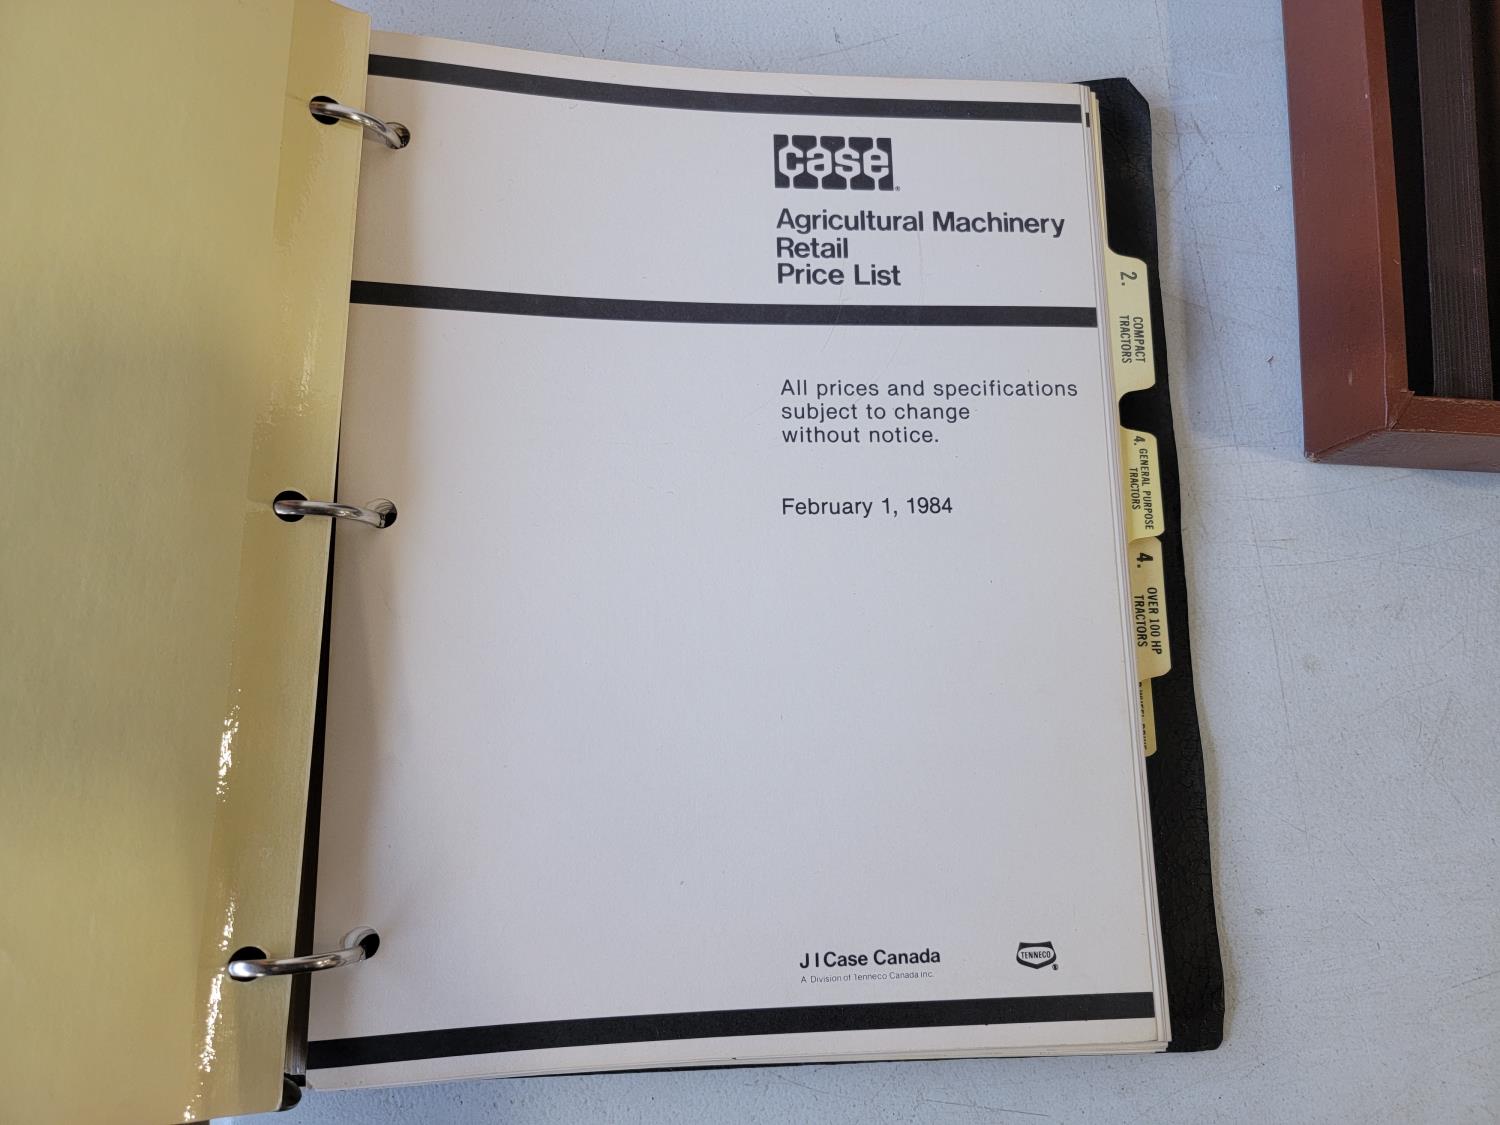 case
Agricultural Machinery
Retail
Price List
All prices and specifications
subject to change
without notice.
February 1, 1984
J I Case Canada
A Division of Tenneco Canada Inc.
TENNECO
2.
COMPACT
TRACTORS
4. GENERAL PURPOSE
TRACTORS
4.
OVER 100 HP
TRACTORS